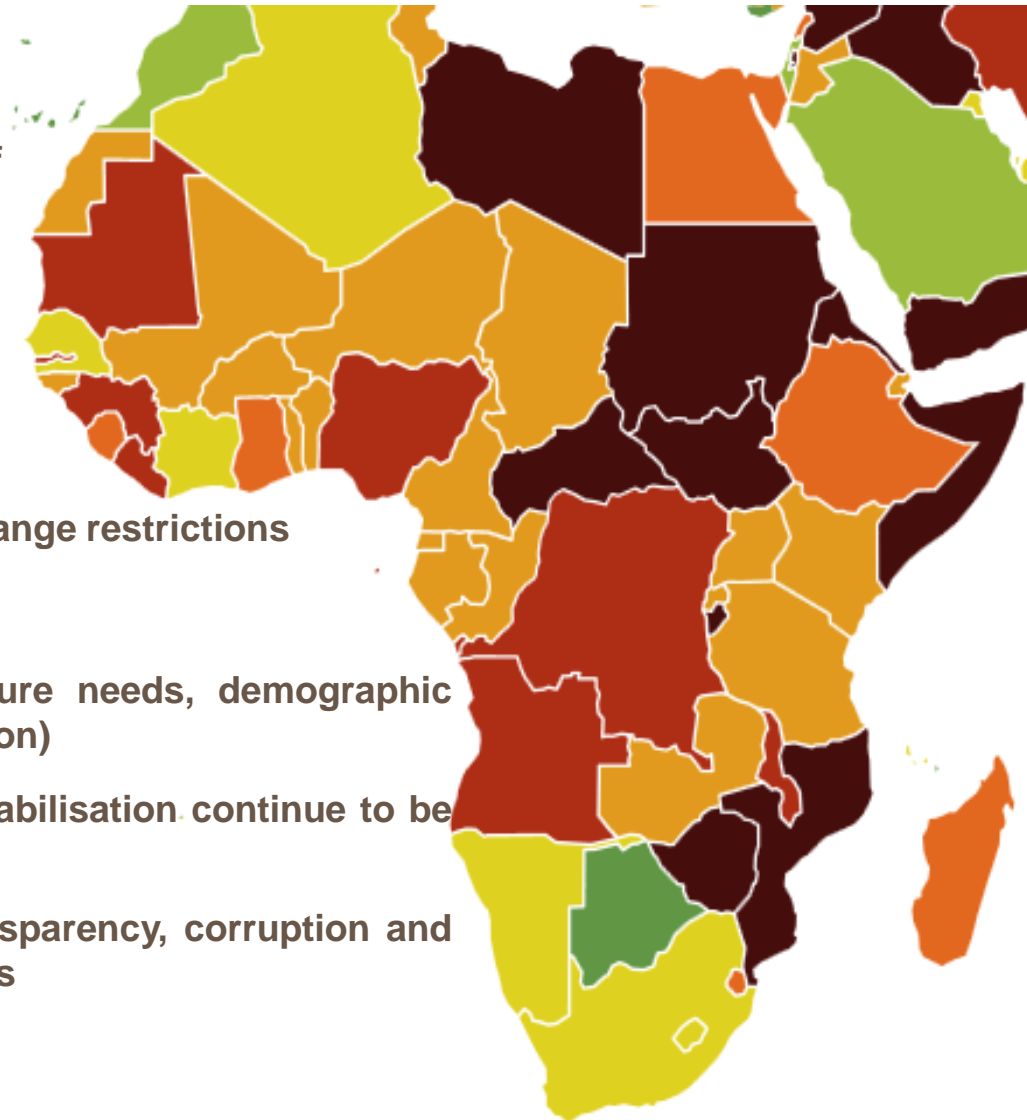 ange restrictions
ure needs, demographic
on)
abilisation continue to be
sparency, corruption and
s